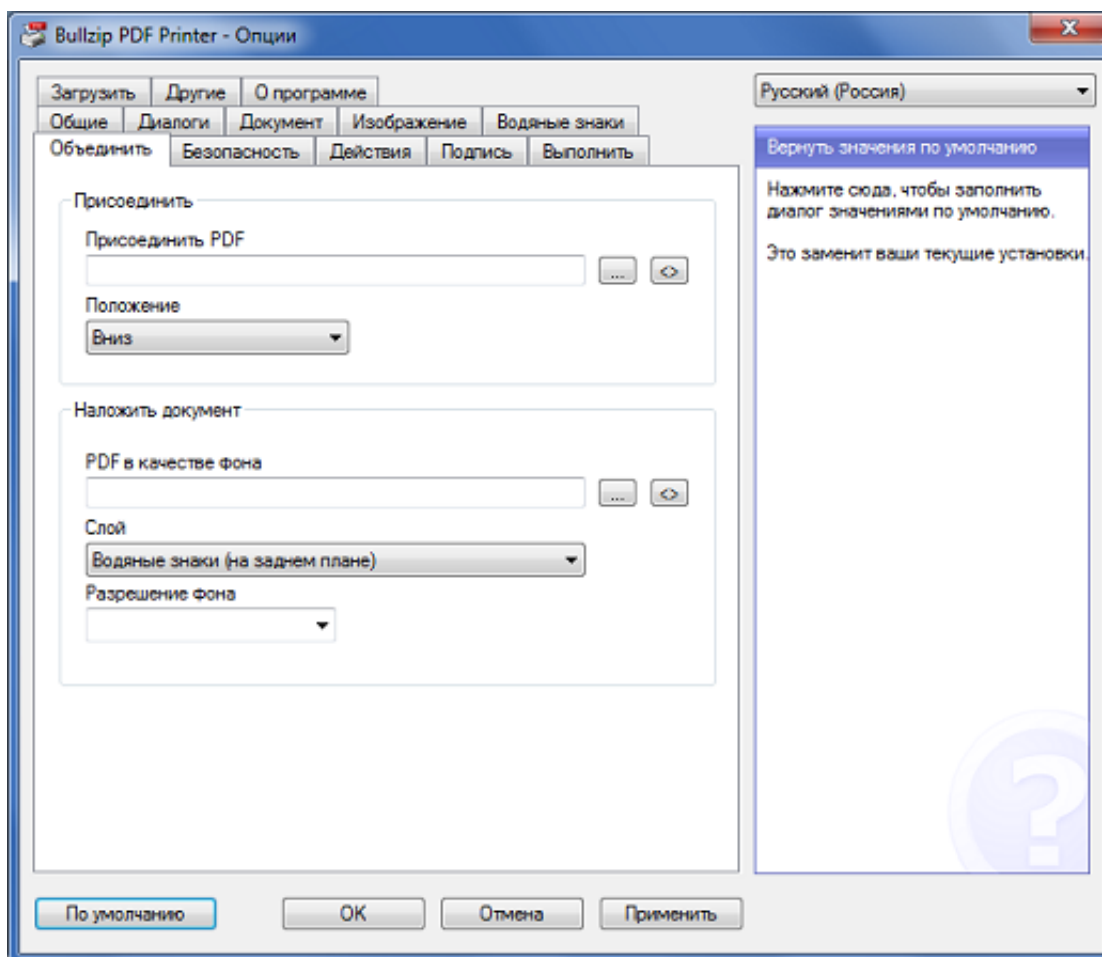 Bullzip PDF Printer - Опции
x
Загрузить Другие О программе
Общие Диалоги Документ Изображение Водяные знаки
Объединить Безопасность Действия Подпись Выполнить
Присоединить
Присоединить PDF
... <>
Положение
Вниз
Наложить документ
PDF в качестве фона
... <>
Слой
Водяные знаки (на заднем плане)
Разрешение фона
Русский (Россия)
Вернуть значения по умолчанию
Нажмите сюда, чтобы заполнить
диалог значениями по умолчанию.
Это заменит ваши текущие установки.
?
По умолчанию OK Отмена Применить